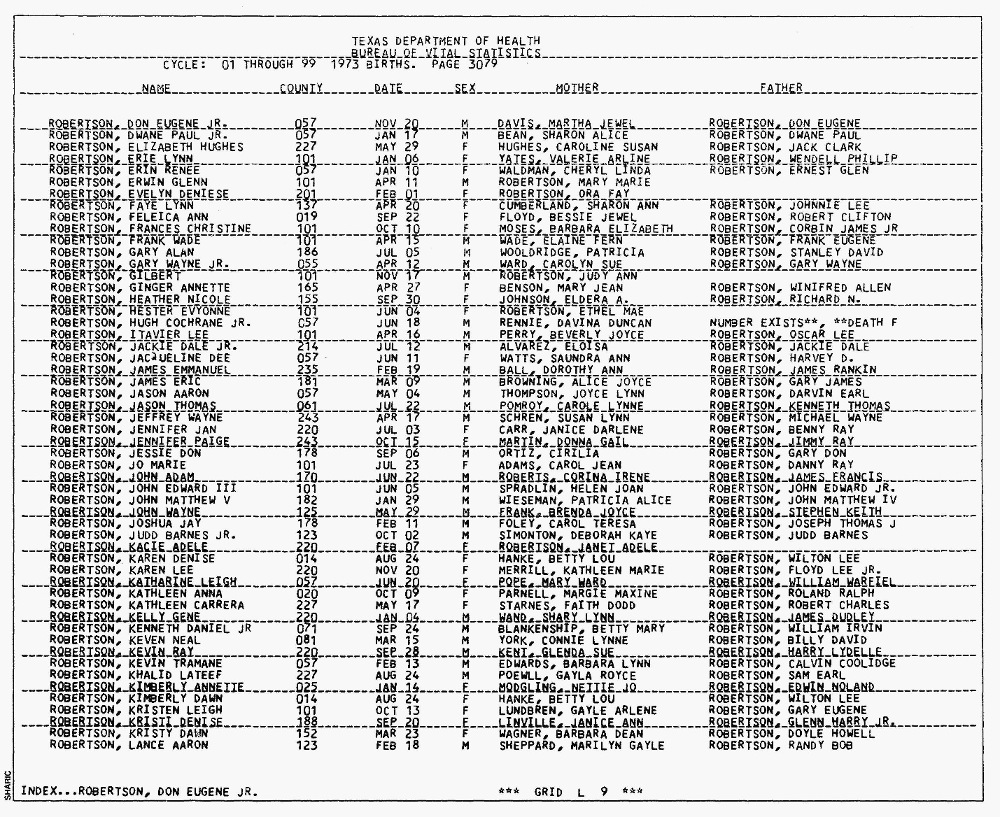 TEXAS DEPARTMENT OF HEALTH
BUREAU OF VITAL STATISTICS
CYCLE: 01 THROUGH 99 1973 BIRTHS. PAGE 3079
NAME COUNTY DATE SEX MOTHER FATHER
ROBERTSON, DON EUGENE JR. 057 NOV 20 M DAVIS, MARTHA JEWEL ROBERTSON, DON EUGENE
ROBERTSON, DWANE PAUL JR. 057 JAN 17 M BEAN, SHARON ALICE ROBERTSON, DWANE PAUL
ROBERTSON, ELIZABETH HUGHES 227 MAY 29 F HUGHES, CAROLINE SUSAN ROBERTSON, JACK CLARK
ROBERTSON, ERIE LYNN 101 JAN 06 F YATES, VALERIE ARLINE ROBERTSON, WENDELL PHILLIP
ROBERTSON, ERIN RENEE 057 JAN 10 F WALDMAN, CHERYL LINDA ROBERTSON, ERNEST GLEN
ROBERTSON, ERWIN GLENN 101 APR 11 M ROBERTSON, MARY MARIE
ROBERTSON, EVELYN DENIESE 201 FEB 01 F ROBERTSON, ORA FAY
ROBERTSON, FAYE LYNN 137 APR 20 F CUMBERLAND, SHARON ANN ROBERTSON, JOHNNIE LEE
ROBERTSON, FELEICA ANN 019 SEP 22 F FLOYD, BESSIE JEWEL ROBERTSON, ROBERT CLIFTON
ROBERTSON, FRANCES CHRISTINE 101 OCT 10 F MOSES, BARBARA ELIZABETH ROBERTSON, CORBIN JAMES JR
ROBERTSON, FRANK WADE 101 APR 15 M WADE, ELAINE FERN ROBERTSON, FRANK EUGENE
ROBERTSON, GARY ALAN 186 JUL 05 M WOOLDRIDGE, PATRICIA ROBERTSON, STANLEY DAVID
ROBERTSON, GARY WAYNE JR. 055 APR 12 M WARD, CAROLYN SUE ROBERTSON, GARY WAYNE
ROBERTSON, GILBERT 101 NOV 17 M ROBERTSON, JUDY ANN
ROBERTSON, GINGER ANNETTE 165 APR 27 F BENSON, MARY JEAN ROBERTSON, WINIFRED ALLEN
ROBERTSON, HEATHER NICOLE 155 SEP 30 F JOHNSON, ELDERA A. ROBERTSON, RICHARD N.
ROBERTSON, HESTER EVYONNE 101 JUN 04 F ROBERTSON, ETHEL MAE
ROBERTSON, HUGH COCHRANE JR. 057 JUN 18 M RENNIE, DAVINA DUNCAN NUMBER EXISTS**, **DEATH F
ROBERTSON, ITAVIER LEE 101 APR 16 M PERRY, BEVERLY JOYCE ROBERTSON, OSCAR LEE
ROBERTSON, JACKIE DALE JR. 214 JUL 12 M ALVAREZ, ELOISA ROBERTSON, JACKIE DALE
ROBERTSON, JACQUELINE DEE 057 JUN 11 F WATTS, SAUNDRA ANN ROBERTSON, HARVEY D.
ROBERTSON, JAMES EMMANUEL 235 FEB 19 M BALL, DOROTHY ANN ROBERTSON, JAMES RANKIN
ROBERTSON, JAMES ERIC 181 MAR 09 M BROWNING, ALICE JOYCE ROBERTSON, GARY JAMES
ROBERTSON, JASON AARON 057 MAY 04 M THOMPSON, JOYCE LYNN ROBERTSON, DARVIN EARL
ROBERTSON, JASON THOMAS 061 JUL 22 M POMROY, CAROLE LYNNE ROBERTSON, KENNETH THOMAS
ROBERTSON, JEFFREY WAYNE 243 APR 17 M SCHREN, SUSAN LYNN ROBERTSON, MICHAEL WAYNE
ROBERTSON, JENNIFER JAN 220 JUL 03 F CARR, JANICE DARLENE ROBERTSON, BENNY RAY
ROBERTSON, JENNIFER PAIGE 243 OCT 15 F MARTIN, DONNA GAIL ROBERTSON, JIMMY RAY
ROBERTSON, JESSIE DON 178 SEP 06 M ORTIZ, CIRILIA ROBERTSON, GARY DON
ROBERTSON, JO MARIE 101 JUL 23 F ADAMS, CAROL JEAN ROBERTSON, DANNY RAY
ROBERTSON, JOHN ADAM 170 JUN 22 M ROBERTS, CORINA IRENE ROBERTSON, JAMES FRANCIS
ROBERTSON, JOHN EDWARD III 101 JUN 05 M SPRADLIN, HELEN JOAN ROBERTSON, JOHN EDWARD JR.
ROBERTSON, JOHN MATTHEW V 182 JAN 29 M WIESEMAN, PATRICIA ALICE ROBERTSON, JOHN MATTHEW IV
ROBERTSON, JOHN WAYNE 125 MAY 29 M FRANK, BRENDA JOYCE ROBERTSON, STEPHEN KEITH
ROBERTSON, JOSHUA JAY 178 FEB 11 M FOLEY, CAROL TERESA ROBERTSON, JOSEPH THOMAS J
ROBERTSON, JUDD BARNES JR. 123 OCT 02 M SIMONTON, DEBORAH KAYE ROBERTSON, JUDD BARNES
ROBERTSON, KACIE ADELE 220 FEB 07 F ROBERTSON, JANET ADELE
ROBERTSON, KAREN DENISE 014 AUG 24 F HANKE, BETTY LOU ROBERTSON, WILTON LEE
ROBERTSON, KAREN LEE 220 NOV 20 F MERRILL, KATHLEEN MARIE ROBERTSON, FLOYD LEE JR.
ROBERTSON, KATHARINE LEIGH 057 JUN 20 F POPE, MARY WARD ROBERTSON, WILLIAM WARFIEL
ROBERTSON, KATHLEEN ANNA 020 OCT 09 F PARNELL, MARGIE MAXINE ROBERTSON, ROLAND RALPH
ROBERTSON, KATHLEEN CARRERA 227 MAY 17 F STARNES, FAITH DODD ROBERTSON, ROBERT CHARLES
ROBERTSON, KELLY GENE 220 JAN 04 M WAND, SHARY LYNN ROBERTSON, JAMES DUDLEY
ROBERTSON, KENNETH DANIEL JR 071 SEP 24 M BLANKENSHIP, BETTY MARY ROBERTSON, WILLIAM IRVIN
ROBERTSON, KEVEN NEAL 081 MAR 15 M YORK, CONNIE LYNNE ROBERTSON, BILLY DAVID
ROBERTSON, KEVIN RAY 220 SEP 28 M KENT, GLENDA SUE ROBERTSON, HARRY LYDELLE
ROBERTSON, KEVIN TRAMANE 057 FEB 13 M EDWARDS, BARBARA LYNN ROBERTSON, CALVIN COOLIDGE
ROBERTSON, KHALID LATEEF 227 AUG 24 M POEWLL, GAYLA ROYCE ROBERTSON, SAM EARL
ROBERTSON, KIMBERLY ANNETTE 025 JAN 14 F MODGLING, NETTIE JO ROBERTSON, EDWIN NOLAND
ROBERTSON, KIMBERLY DAWN 014 AUG 24 F HANKE, BETTY LOU ROBERTSON, WILTON LEE
ROBERTSON, KRISTEN LEIGH 101 OCT 13 F LUNDBREN, GAYLE ARLENE ROBERTSON, GARY EUGENE
ROBERTSON, KRISTI DENISE 188 SEP 20 F LINVILLE, JANICE ANN ROBERTSON, GLENN HARRY JR.
ROBERTSON, KRISTY DAWN 152 MAR 23 F WAGNER, BARBARA DEAN ROBERTSON, DOYLE HOWELL
ROBERTSON, LANCE AARON 123 FEB 18 M SHEPPARD, MARILYN GAYLE ROBERTSON, RANDY BOB
INDEX...ROBERTSON, DON EUGENE JR. *** GRID L 9 ***
SHARIC